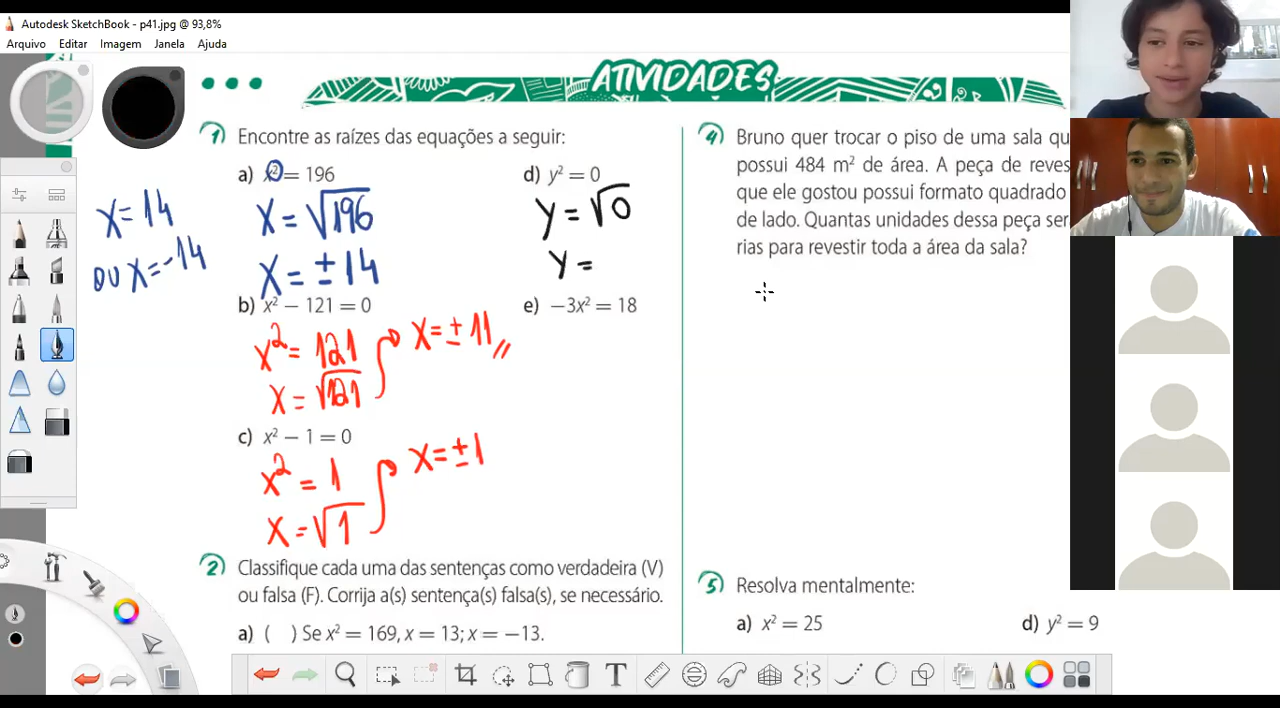 Autodesk SketchBook - p41.jpg @ 93,8%
Arquivo Editar Imagem Janela Ajuda
ATIVIDADES
1 Encontre as raízes das equações a seguir:
a) x² = 196
x = √196
x = ± 14
x = 14
ou x = -14
b) x² − 121 = 0
x² = 121
x = √121
x = ± 11
c) x² − 1 = 0
x² = 1
x = √1
x = ± 1
d) y² = 0
y = √0
y =
e) −3x² = 18
2 Classifique cada uma das sentenças como verdadeira (V)
ou falsa (F). Corrija a(s) sentença(s) falsa(s), se necessário.
a) ( ) Se x² = 169, x = 13; x = −13.
4 Bruno quer trocar o piso de uma sala qu
possui 484 m² de área. A peça de reves
que ele gostou possui formato quadrado
de lado. Quantas unidades dessa peça ser
rias para revestir toda a área da sala?
5 Resolva mentalmente:
a) x² = 25
d) y² = 9